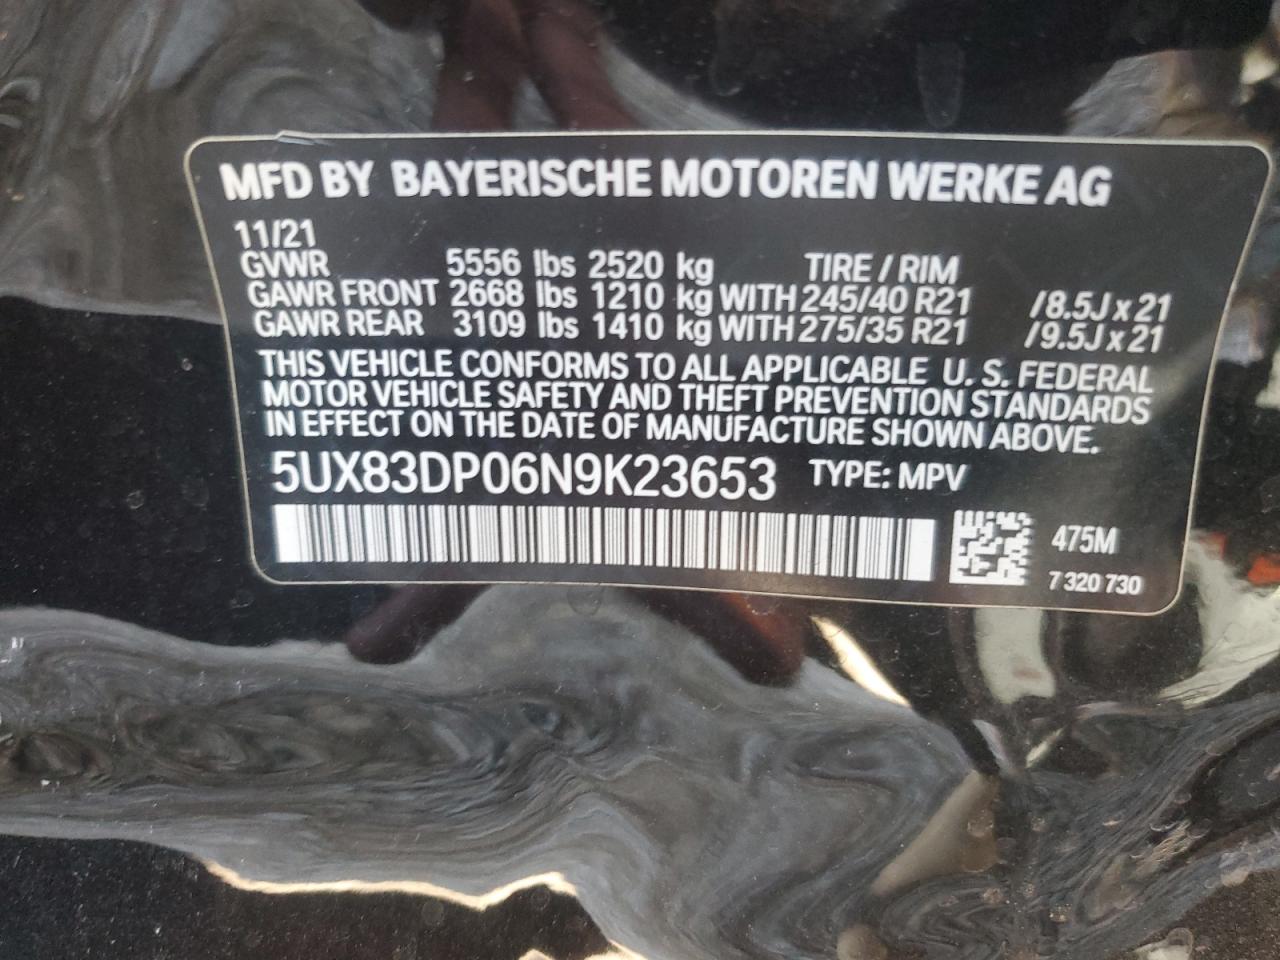 MFD BY BAYERISCHE MOTOREN WERKE AG
11/21
GVWR 5556 lbs 2520 kg TIRE / RIM
GAWR FRONT 2668 lbs 1210 kg WITH 245/40 R21 /8.5J x 21
GAWR REAR 3109 lbs 1410 kg WITH 275/35 R21 /9.5J x 21
THIS VEHICLE CONFORMS TO ALL APPLICABLE U. S. FEDERAL
MOTOR VEHICLE SAFETY AND THEFT PREVENTION STANDARDS
IN EFFECT ON THE DATE OF MANUFACTURE SHOWN ABOVE.
5UX83DP06N9K23653 TYPE: MPV
475M
7 320 730